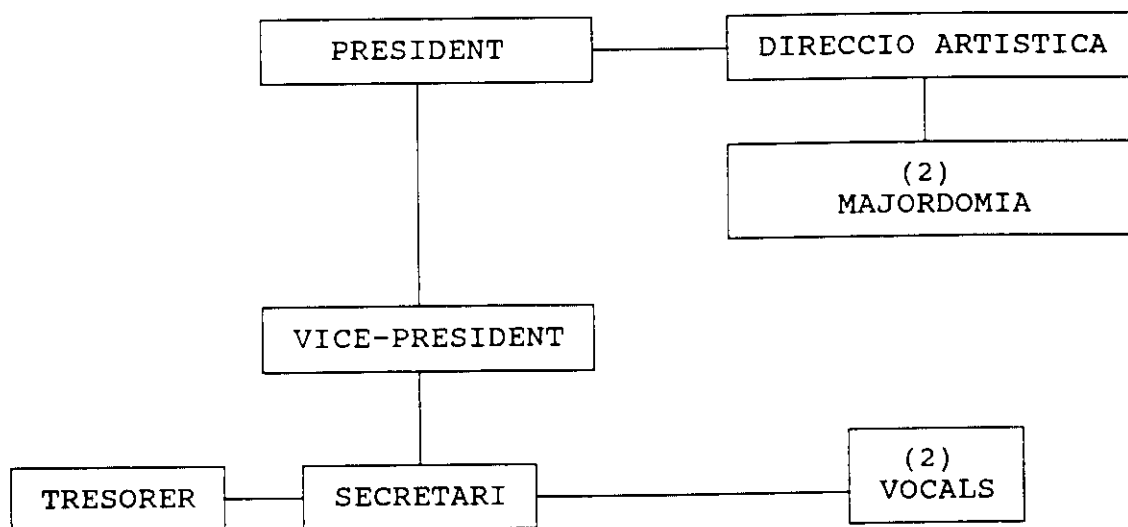 PRESIDENT
DIRECCIO ARTISTICA
(2)
MAJORDOMIA
VICE-PRESIDENT
TRESORER
SECRETARI
(2)
VOCALS